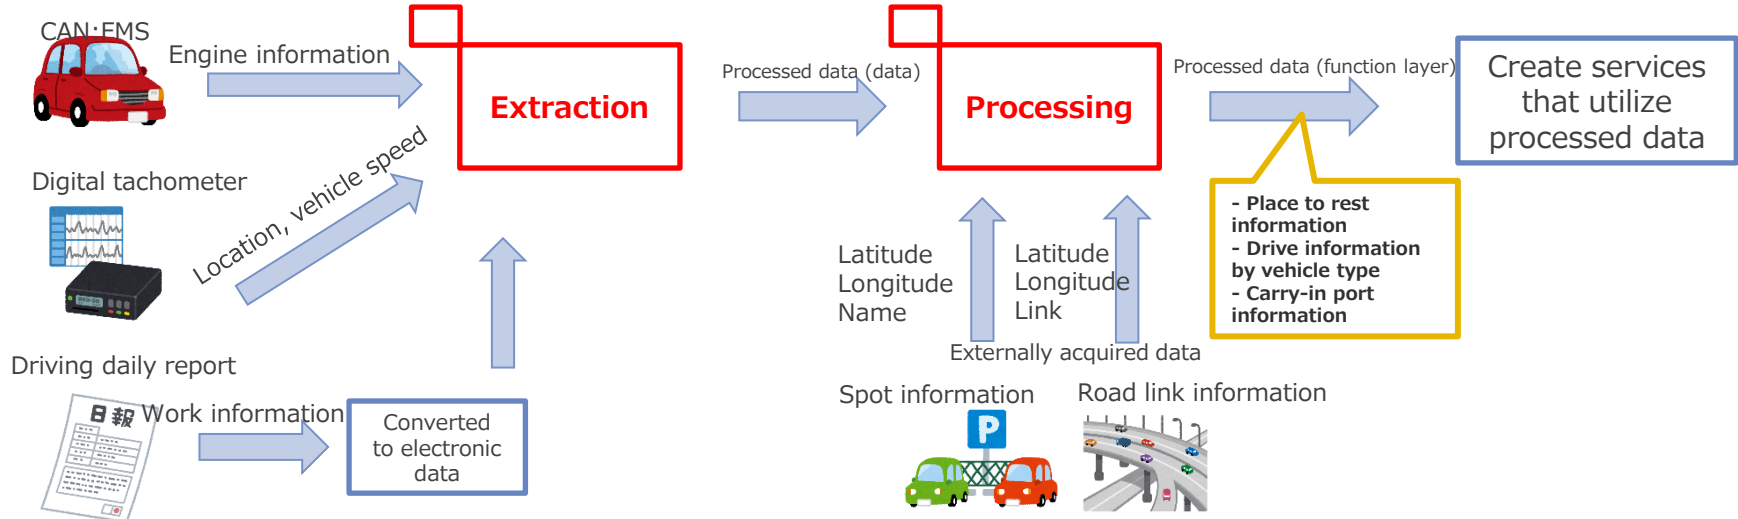 CAN･FMS
Engine information
Extraction
Processed data (data)
Processing
Processed data (function layer)
Create services
that utilize
processed data
Digital tachometer
Location, vehicle speed
- Place to rest
information
- Drive information
by vehicle type
- Carry-in port
information
Latitude
Longitude
Name
Latitude
Longitude
Link
Externally acquired data
Driving daily report
日報
Work information
Converted
to electronic
data
Spot information
P
Road link information